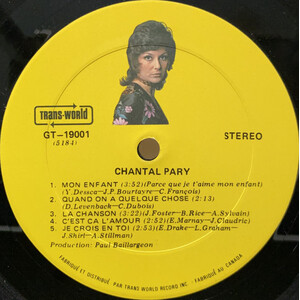 TRANS-WORLD
GT-19001
(5184)
STEREO
CHANTAL PARY
1. MON ENFANT (3:52)(Parce que je t'aime mon enfant)
(Y. Dessca-J.P. Bourtayre-C. François)
2. QUAND ON A QUELQUE CHOSE (2:13)
(D. Levenback-C. Dubois)
3. LA CHANSON (3:22)(J. Foster-B. Rice-A. Sylvain)
4. C'EST CA L'AMOUR (2:31)(E. Marnay-J. Claudric)
5. JE CROIS EN TOI (2:53)(E. Drake-L. Graham-
J. Shirl-A. Stillman)
Production: Paul Baillargeon
FABRIQUÉ ET DISTRIBUÉ PAR TRANS WORLD RECORD INC. FABRIQUÉ AU CANADA